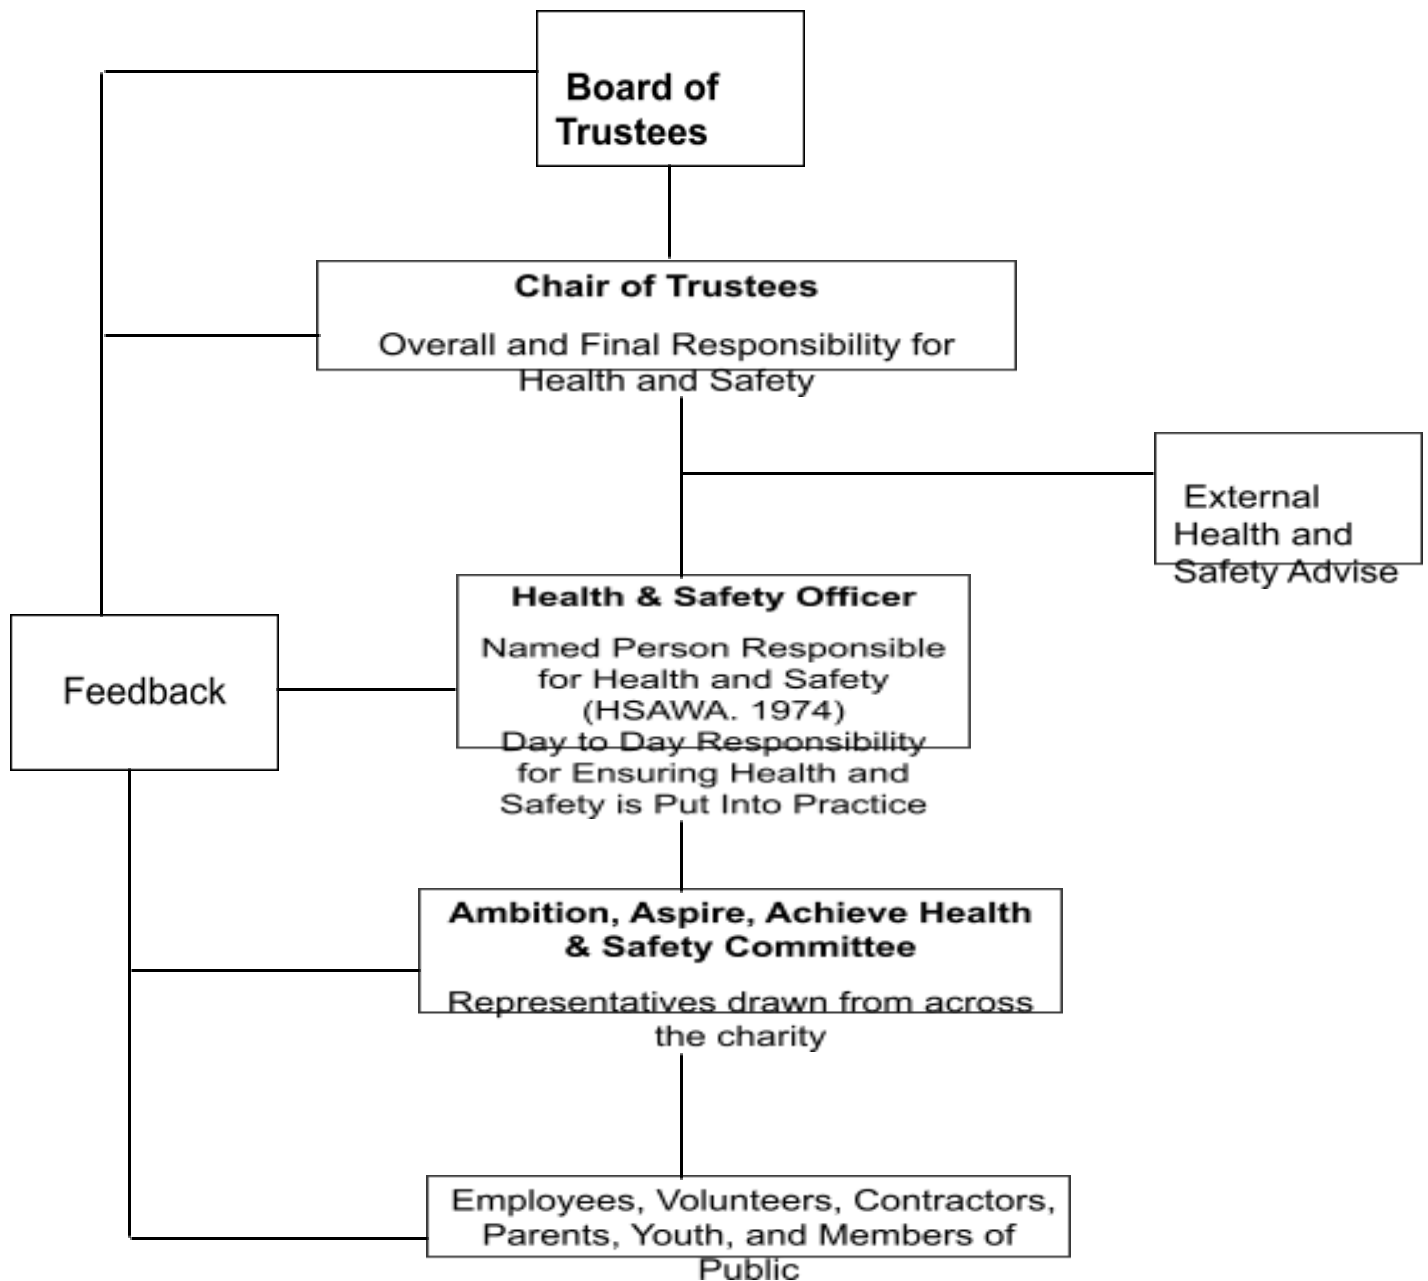 Board of
Trustees
Chair of Trustees
Overall and Final Responsibility for
Health and Safety
External
Health and
Safety Advise
Health & Safety Officer
Named Person Responsible
for Health and Safety
(HSAWA. 1974)
Day to Day Responsibility
for Ensuring Health and
Safety is Put Into Practice
Feedback
Ambition, Aspire, Achieve Health
& Safety Committee
Representatives drawn from across
the charity
Employees, Volunteers, Contractors,
Parents, Youth, and Members of
Public